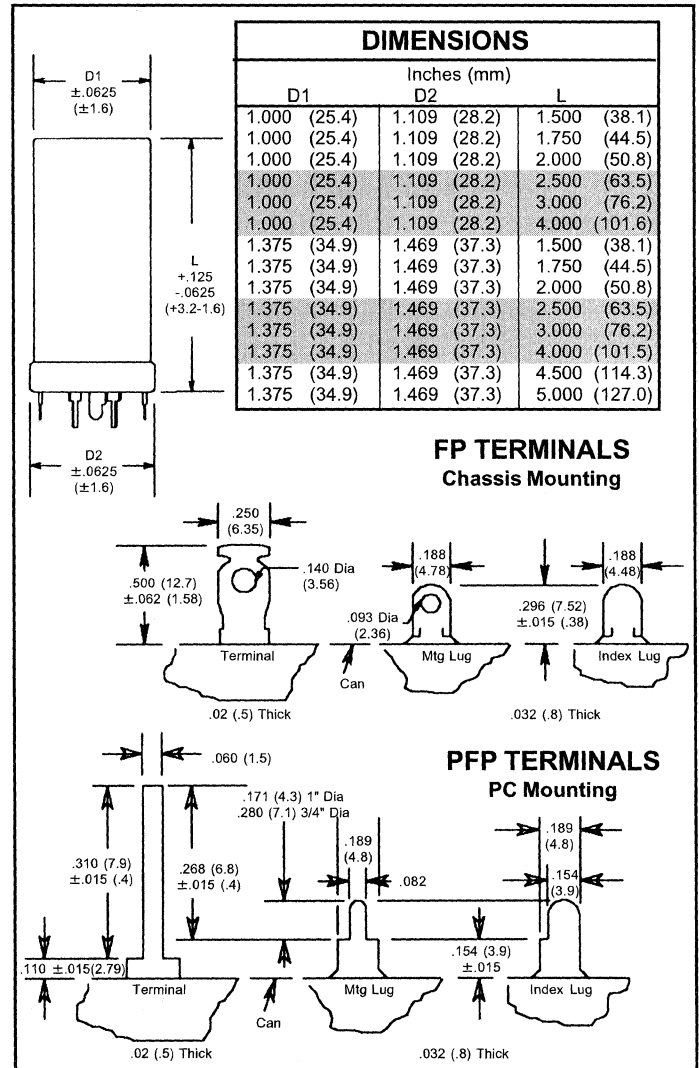 DIMENSIONS
Inches (mm)
D1 D2 L
1.000 (25.4) 1.109 (28.2) 1.500 (38.1)
1.000 (25.4) 1.109 (28.2) 1.750 (44.5)
1.000 (25.4) 1.109 (28.2) 2.000 (50.8)
1.000 (25.4) 1.109 (28.2) 2.500 (63.5)
1.000 (25.4) 1.109 (28.2) 3.000 (76.2)
1.000 (25.4) 1.109 (28.2) 4.000 (101.6)
1.375 (34.9) 1.469 (37.3) 1.500 (38.1)
1.375 (34.9) 1.469 (37.3) 1.750 (44.5)
1.375 (34.9) 1.469 (37.3) 2.000 (50.8)
1.375 (34.9) 1.469 (37.3) 2.500 (63.5)
1.375 (34.9) 1.469 (37.3) 3.000 (76.2)
1.375 (34.9) 1.469 (37.3) 4.000 (101.5)
1.375 (34.9) 1.469 (37.3) 4.500 (114.3)
1.375 (34.9) 1.469 (37.3) 5.000 (127.0)
D1
±.0625
(±1.6)
L
+.125
-.0625
(+3.2-1.6)
D2
±.0625
(±1.6)
FP TERMINALS
Chassis Mounting
.250
(6.35)
.500 (12.7)
±.062 (1.58)
.140 Dia
(3.56)
.188
(4.78)
.093 Dia
(2.36)
.188
(4.48)
.296 (7.52)
±.015 (.38)
Terminal
Can
Mtg Lug
Index Lug
.02 (.5) Thick
.032 (.8) Thick
PFP TERMINALS
PC Mounting
.060 (1.5)
.171 (4.3) 1" Dia
.280 (7.1) 3/4" Dia
.310 (7.9)
±.015 (.4)
.268 (6.8)
±.015 (.4)
.189
(4.8)
.082
.189
(4.8)
.154
(3.9)
.110 ±.015(2.79)
.154 (3.9)
±.015
Terminal
Can
Mtg Lug
Index Lug
.02 (.5) Thick
.032 (.8) Thick